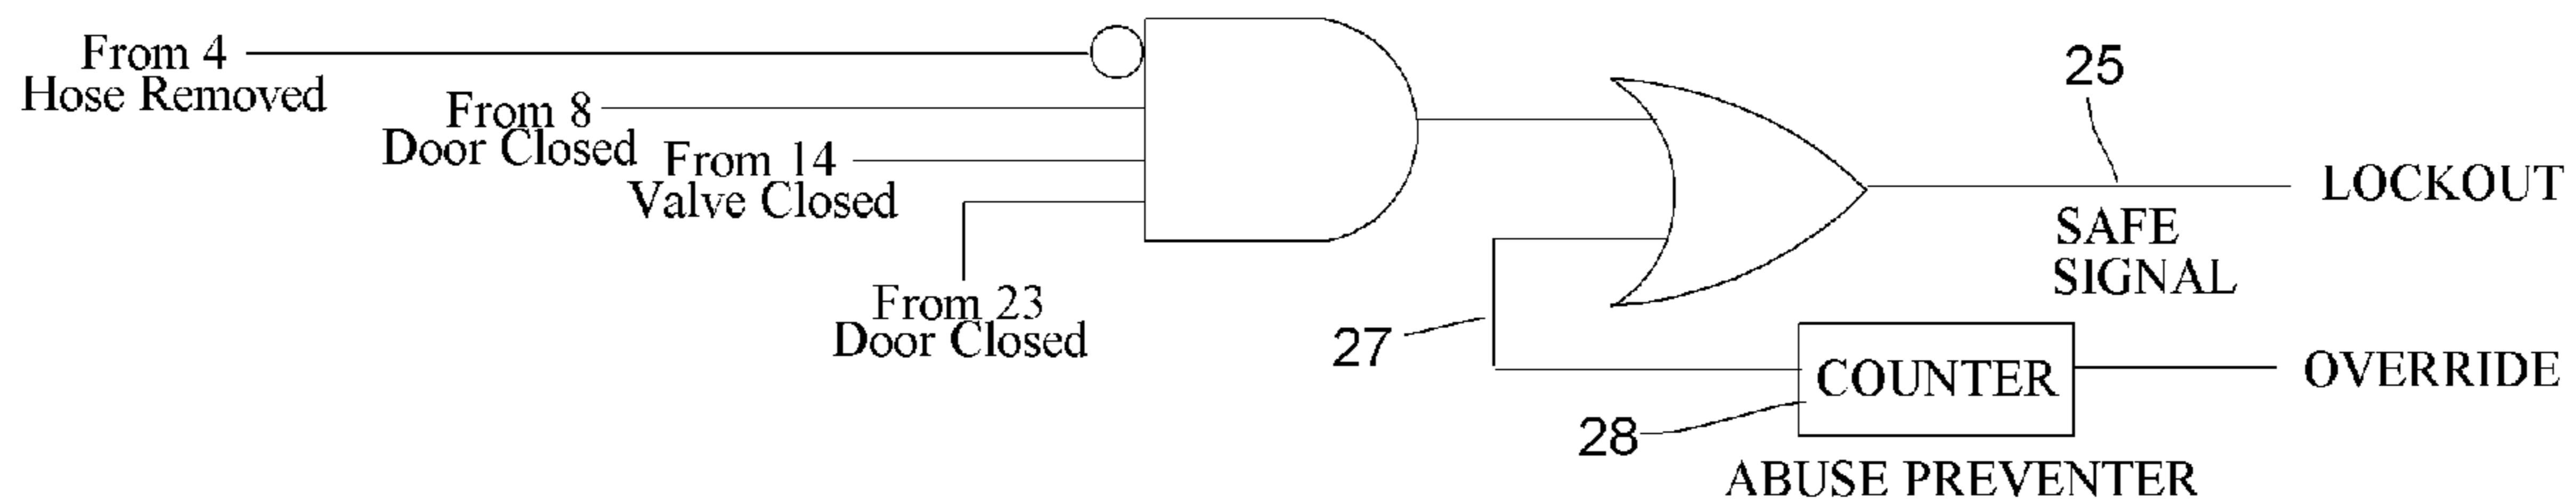 From 4
Hose Removed
From 8
Door Closed
From 14
Valve Closed
From 23
Door Closed
25
LOCKOUT
SAFE
SIGNAL
27
COUNTER
OVERRIDE
28
ABUSE PREVENTER